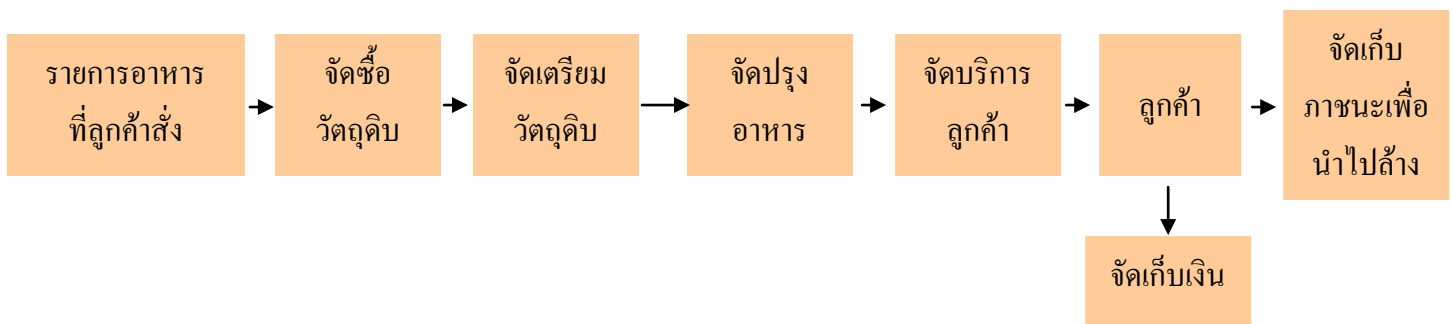 รายการอาหาร
ที่ลูกค้าสั่ง
จัดซื้อ
วัตถุดิบ
จัดเตรียม
วัตถุดิบ
จัดปรุง
อาหาร
จัดบริการ
ลูกค้า
ลูกค้า
จัดเก็บ
ภาชนะเพื่อ
นำไปล้าง
จัดเก็บเงิน